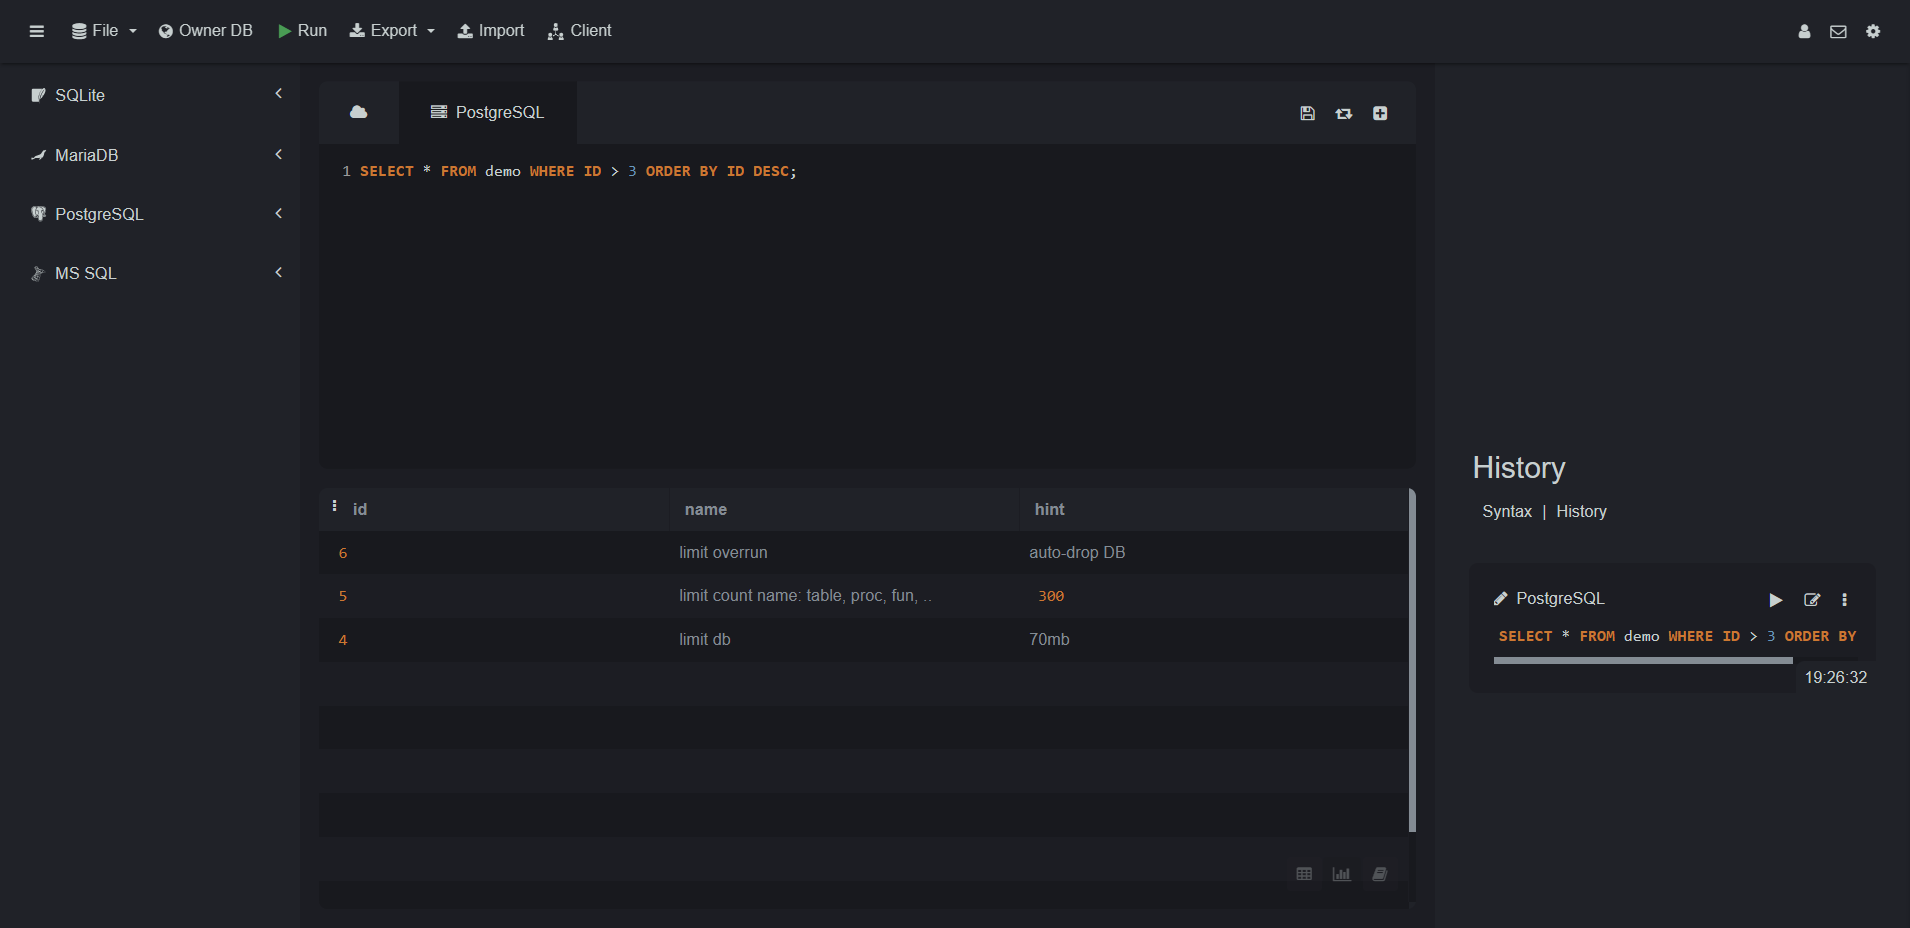 File Owner DB Run Export Import Client
SQLite
MariaDB
PostgreSQL
MS SQL
PostgreSQL
1 SELECT * FROM demo WHERE ID > 3 ORDER BY ID DESC;
id name hint
6 limit overrun auto-drop DB
5 limit count name: table, proc, fun, .. 300
4 limit db 70mb
History
Syntax | History
PostgreSQL
SELECT * FROM demo WHERE ID > 3 ORDER BY
19:26:32